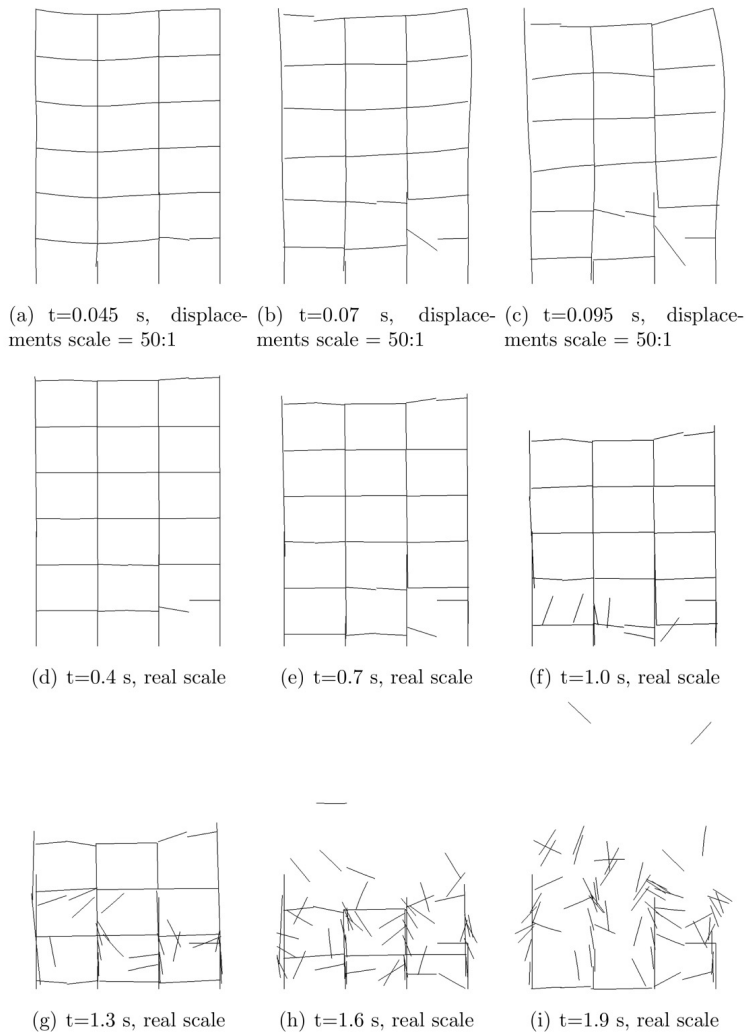 (a) t=0.045 s, displace-
ments scale = 50:1
(b) t=0.07 s, displace-
ments scale = 50:1
(c) t=0.095 s, displace-
ments scale = 50:1
(d) t=0.4 s, real scale
(e) t=0.7 s, real scale
(f) t=1.0 s, real scale
(g) t=1.3 s, real scale
(h) t=1.6 s, real scale
(i) t=1.9 s, real scale